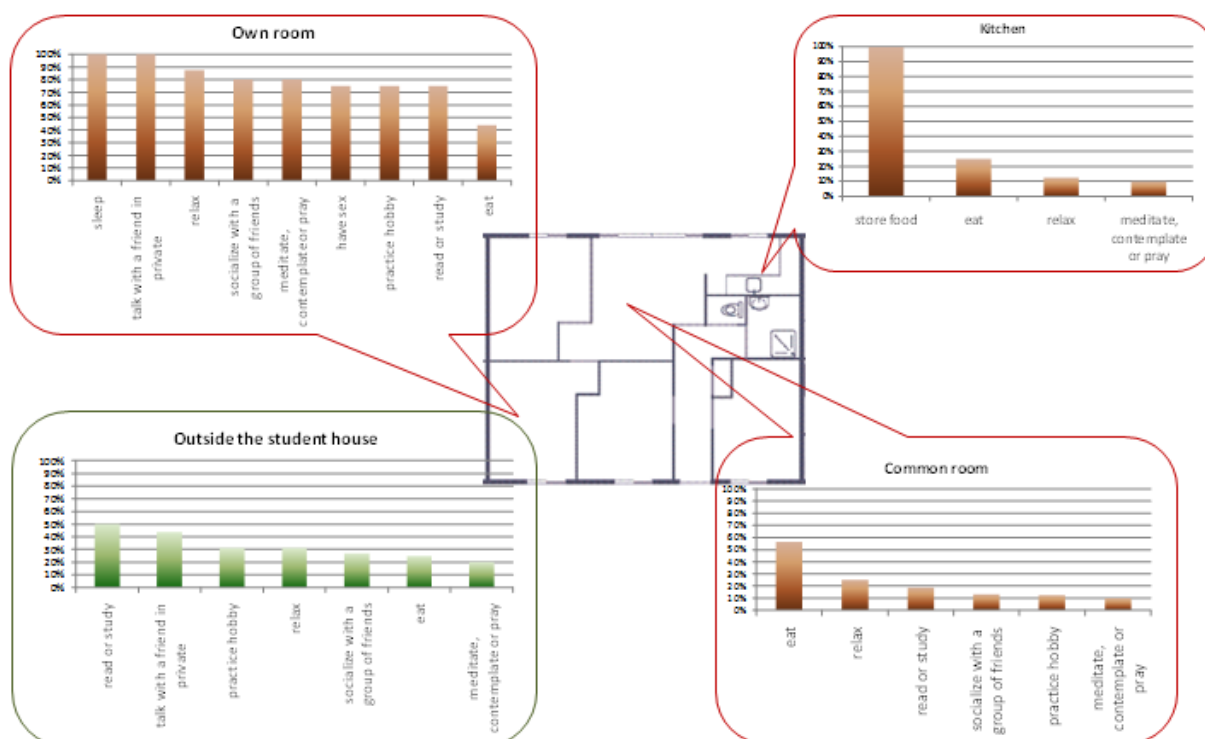 Own room
100%
90%
80%
70%
60%
50%
40%
30%
20%
10%
0%
sleep
talk with a friend in
private
relax
socialize with a
group of friends
meditate,
contemplate or pray
have sex
practice hobby
read or study
eat
Kitchen
100%
90%
80%
70%
60%
50%
40%
30%
20%
10%
0%
store food
eat
relax
meditate,
contemplate
or pray
Outside the student house
100%
90%
80%
70%
60%
50%
40%
30%
20%
10%
0%
read or study
talk with a friend in
private
practice hobby
relax
socialize with a
group of friends
eat
meditate,
contemplate or pray
Common room
100%
90%
80%
70%
60%
50%
40%
30%
20%
10%
0%
eat
relax
read or study
socialize with a
group of friends
practice hobby
meditate,
contemplate or
pray